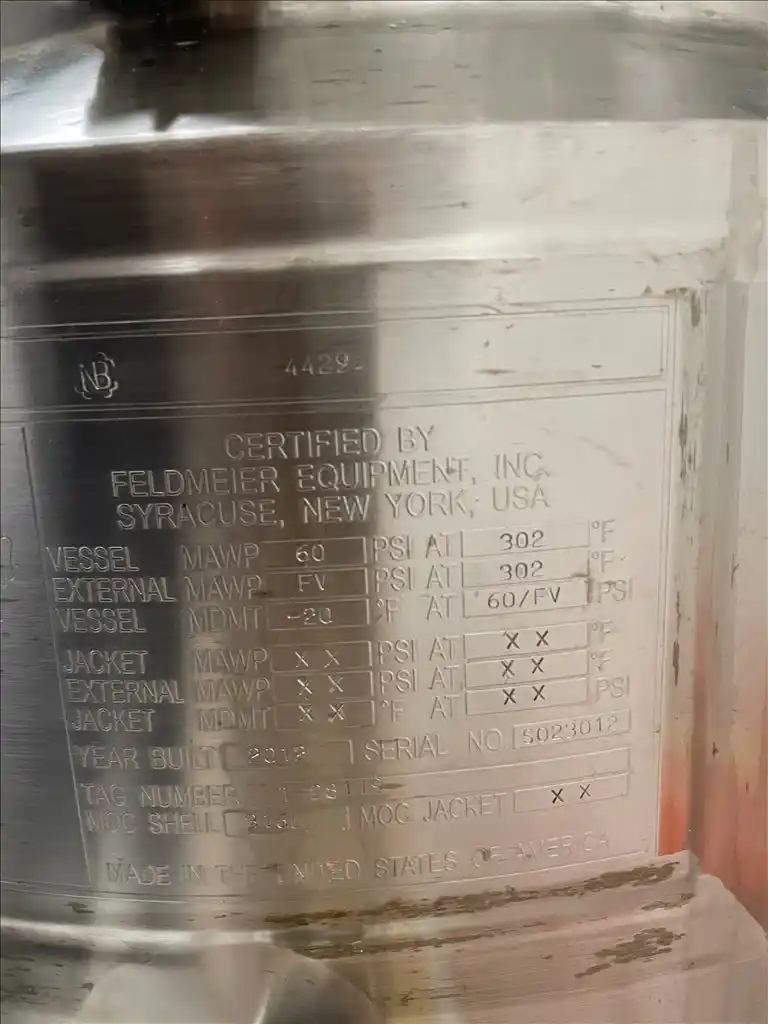 NB 4429
CERTIFIED BY
FELDMEIER EQUIPMENT, INC.
SYRACUSE, NEW YORK, USA
VESSEL MAWP 60 PSI AT 302 °F
EXTERNAL MAWP FV PSI AT 302 °F
VESSEL MDMT -20 °F AT 60/FV PSI
JACKET MAWP X X PSI AT X X °F
EXTERNAL MAWP X X PSI AT X X °F
JACKET MDMT X X °F AT X X PSI
YEAR BUILT 2012 SERIAL NO. S023012
TAG NUMBER
MOC SHELL MOC JACKET X X
MADE IN THE UNITED STATES OF AMERICA